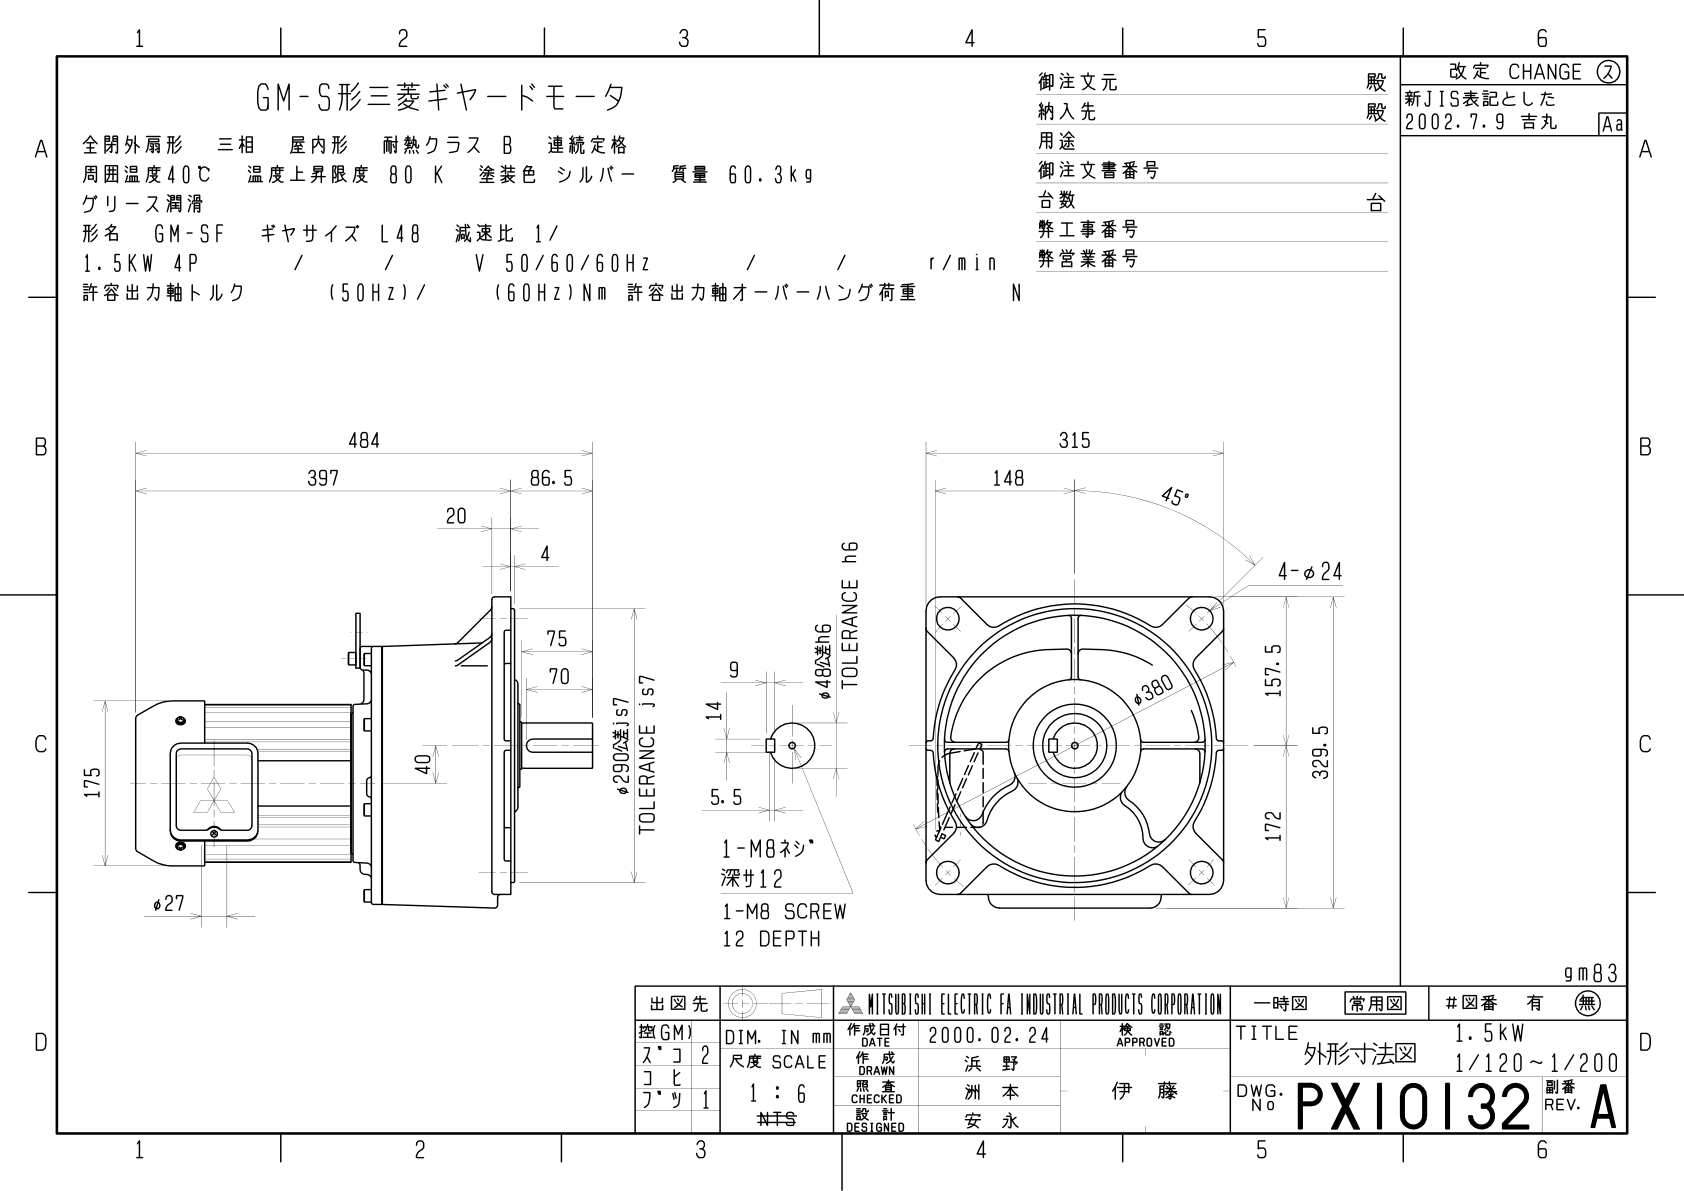 1 2 3 4 5 6
A A
B B
C C
D D
GM-S形三菱ギヤードモータ
全閉外扇形 三相 屋内形 耐熱クラス B 連続定格
周囲温度40℃ 温度上昇限度 80 K 塗装色 シルバー 質量 60.3kg
グリース潤滑
形名 GM-SF ギヤサイズ L48 減速比 1/
1.5KW 4P / / V 50/60/60Hz / / r/min
許容出力軸トルク (50Hz)/ (60Hz)Nm 許容出力軸オーバーハング荷重 N
御注文元 殿
納入先 殿
用途
御注文書番号
台数 台
弊工事番号
弊営業番号
改定 CHANGE ス
新JIS表記とした
2002.7.9 吉丸 Aa
484
397
86.5
20
4
75
70
40
175
φ27
φ290公差js7
TOLERANCE js7
9
14
5.5
φ48公差h6
TOLERANCE h6
1-M8ネジ
深サ12
1-M8 SCREW
12 DEPTH
315
148
45°
4-φ24
φ380
157.5
329.5
172
gm83
出図先
控(GM)
ズコ 2
コヒ
ブツ 1
DIM. IN mm
尺度 SCALE
1 : 6
NTS
MITSUBISHI ELECTRIC FA INDUSTRIAL PRODUCTS CORPORATION
作成日付 DATE 2000.02.24
作成 DRAWN 浜野
照査 CHECKED 洲本
設計 DESIGNED 安永
検認 APPROVED
伊藤
一時図 常用図 #図番 有 無
TITLE 外形寸法図
1.5kW
1/120~1/200
DWG. No PX10132
副番 REV. A
1 2 3 4 5 6